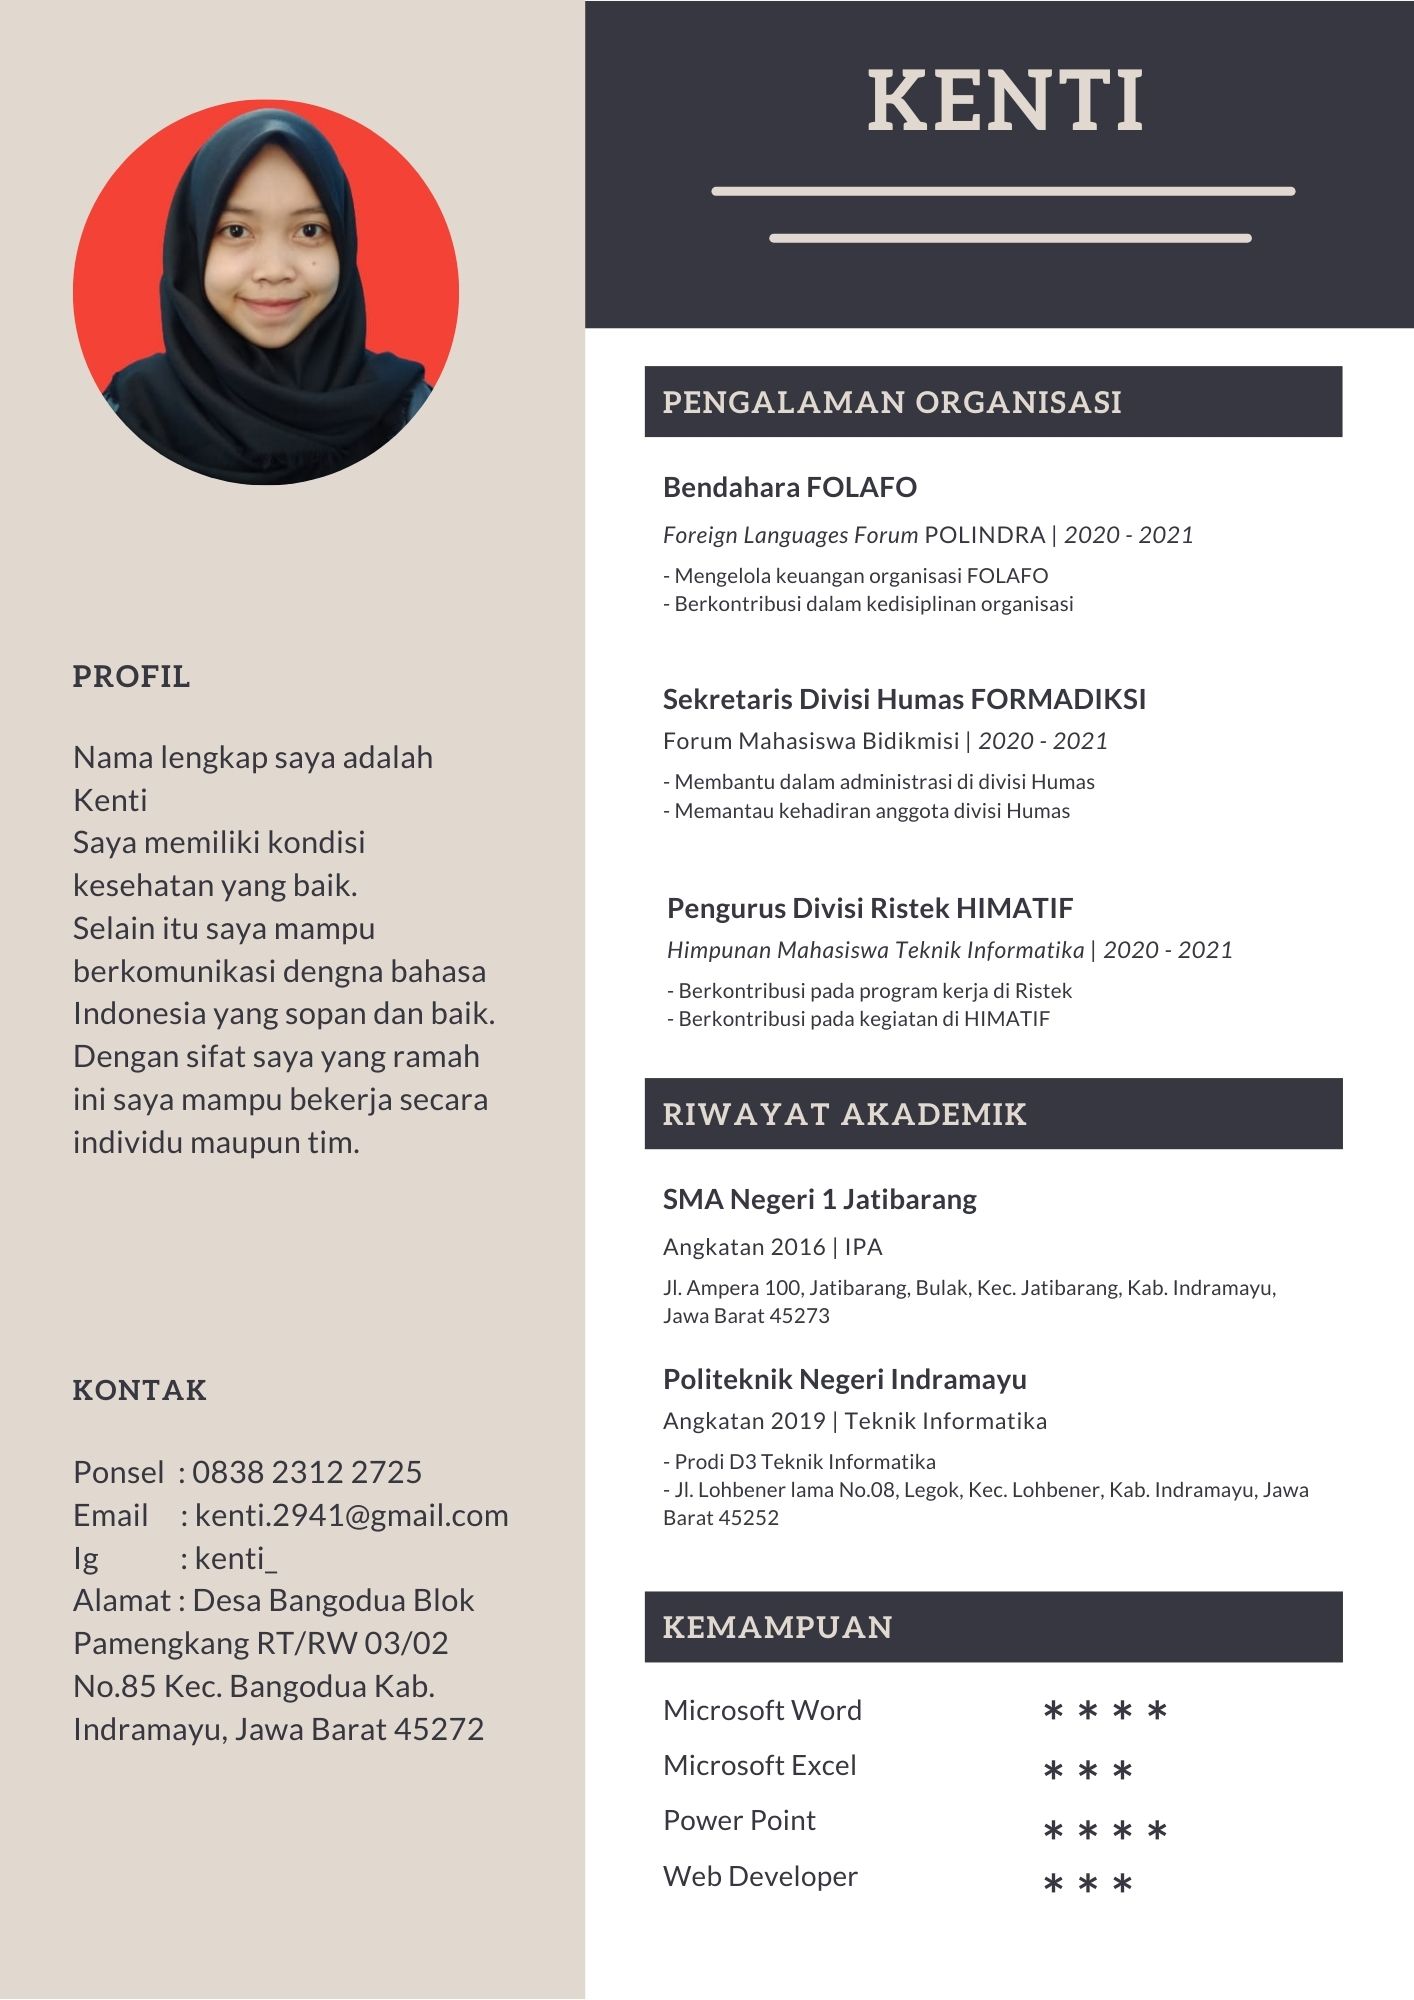 KENTI
PROFIL
Nama lengkap saya adalah
Kenti
Saya memiliki kondisi
kesehatan yang baik.
Selain itu saya mampu
berkomunikasi dengna bahasa
Indonesia yang sopan dan baik.
Dengan sifat saya yang ramah
ini saya mampu bekerja secara
individu maupun tim.
KONTAK
Ponsel : 0838 2312 2725
Email : kenti.2941@gmail.com
Ig : kenti_
Alamat : Desa Bangodua Blok
Pamengkang RT/RW 03/02
No.85 Kec. Bangodua Kab.
Indramayu, Jawa Barat 45272
PENGALAMAN ORGANISASI
Bendahara FOLAFO
Foreign Languages Forum POLINDRA | 2020 - 2021
- Mengelola keuangan organisasi FOLAFO
- Berkontribusi dalam kedisiplinan organisasi
Sekretaris Divisi Humas FORMADIKSI
Forum Mahasiswa Bidikmisi | 2020 - 2021
- Membantu dalam administrasi di divisi Humas
- Memantau kehadiran anggota divisi Humas
Pengurus Divisi Ristek HIMATIF
Himpunan Mahasiswa Teknik Informatika | 2020 - 2021
- Berkontribusi pada program kerja di Ristek
- Berkontribusi pada kegiatan di HIMATIF
RIWAYAT AKADEMIK
SMA Negeri 1 Jatibarang
Angkatan 2016 | IPA
Jl. Ampera 100, Jatibarang, Bulak, Kec. Jatibarang, Kab. Indramayu,
Jawa Barat 45273
Politeknik Negeri Indramayu
Angkatan 2019 | Teknik Informatika
- Prodi D3 Teknik Informatika
- Jl. Lohbener lama No.08, Legok, Kec. Lohbener, Kab. Indramayu, Jawa
Barat 45252
KEMAMPUAN
Microsoft Word * * * *
Microsoft Excel * * *
Power Point * * * *
Web Developer * * *